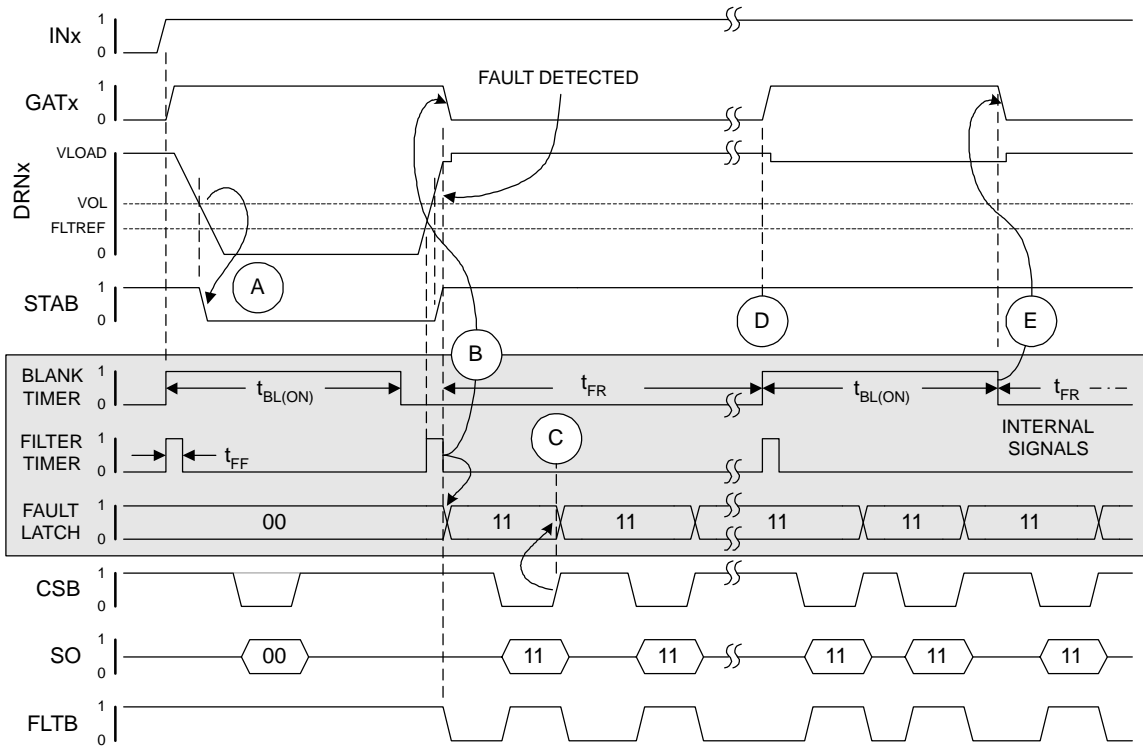 INx 1 0
GATx 1 0
FAULT DETECTED
DRNx VLOAD
VOL
FLTREF
0
STAB 1 0
A
B
C
D
E
BLANK
TIMER 1 0
tBL(ON)
tFR
tBL(ON)
tFR
FILTER
TIMER 1 0
tFF
INTERNAL
SIGNALS
FAULT
LATCH 1 0
00 11 11 11 11 11
CSB 1 0
SO 1 0
00 11 11 11 11 11
FLTB 1 0